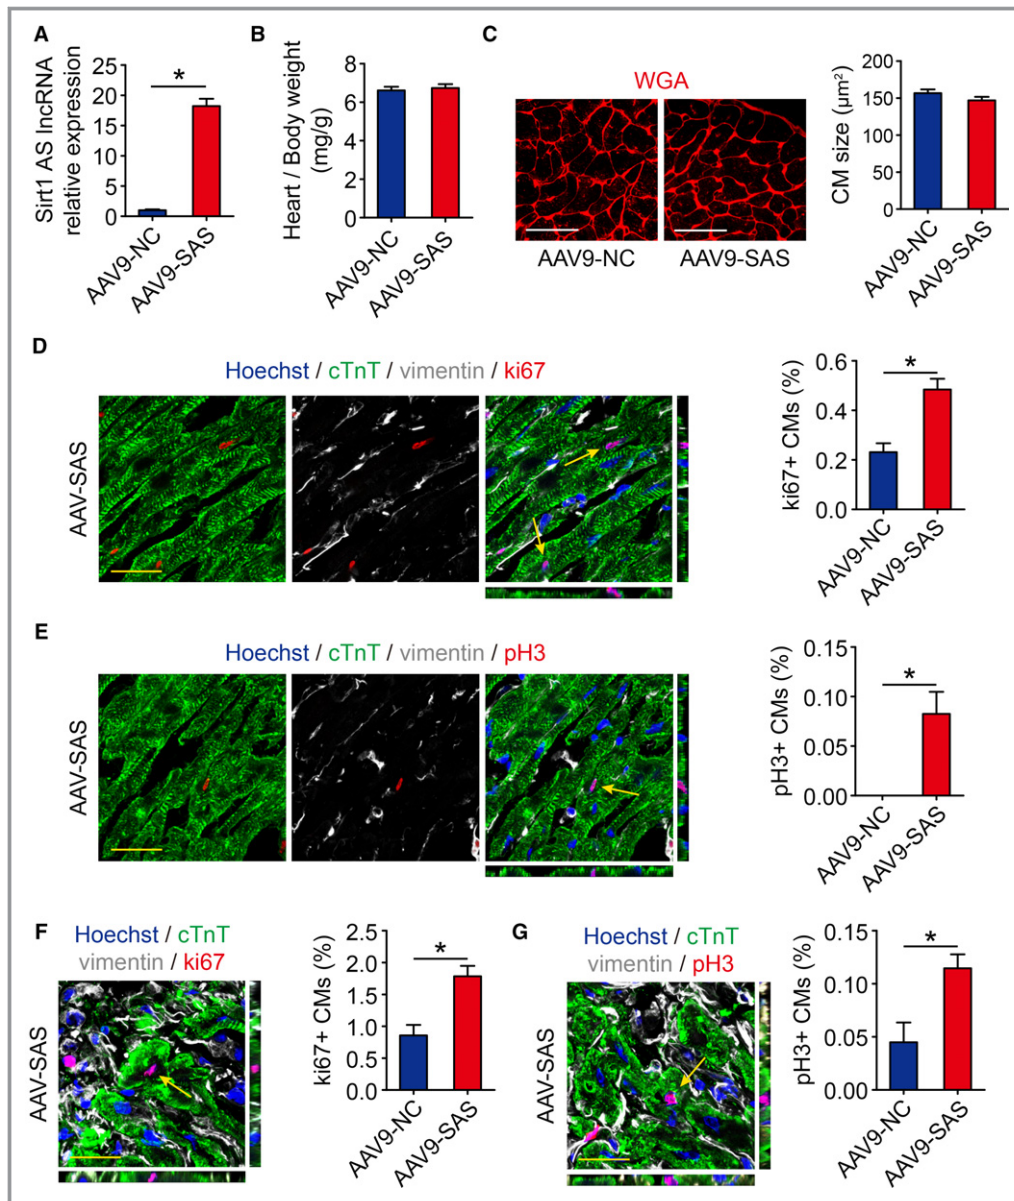 A
Sirt1 AS lncRNA
relative expression
25
20
15
10
5
0
*
AAV9-NC
AAV9-SAS
B
Heart / Body weight
(mg/g)
8
6
4
2
0
AAV9-NC
AAV9-SAS
C
WGA
AAV9-NC
AAV9-SAS
CM size (µm²)
200
150
100
50
0
AAV9-NC
AAV9-SAS
D
Hoechst / cTnT / vimentin / ki67
AAV-SAS
ki67+ CMs (%)
0.6
0.4
0.2
0.0
*
AAV9-NC
AAV9-SAS
E
Hoechst / cTnT / vimentin / pH3
AAV-SAS
pH3+ CMs (%)
0.15
0.10
0.05
0.00
*
AAV9-NC
AAV9-SAS
F
Hoechst / cTnT
vimentin / ki67
AAV-SAS
ki67+ CMs (%)
2.5
2.0
1.5
1.0
0.5
0.0
*
AAV9-NC
AAV9-SAS
G
Hoechst / cTnT
vimentin / pH3
AAV-SAS
pH3+ CMs (%)
0.15
0.10
0.05
0.00
*
AAV9-NC
AAV9-SAS